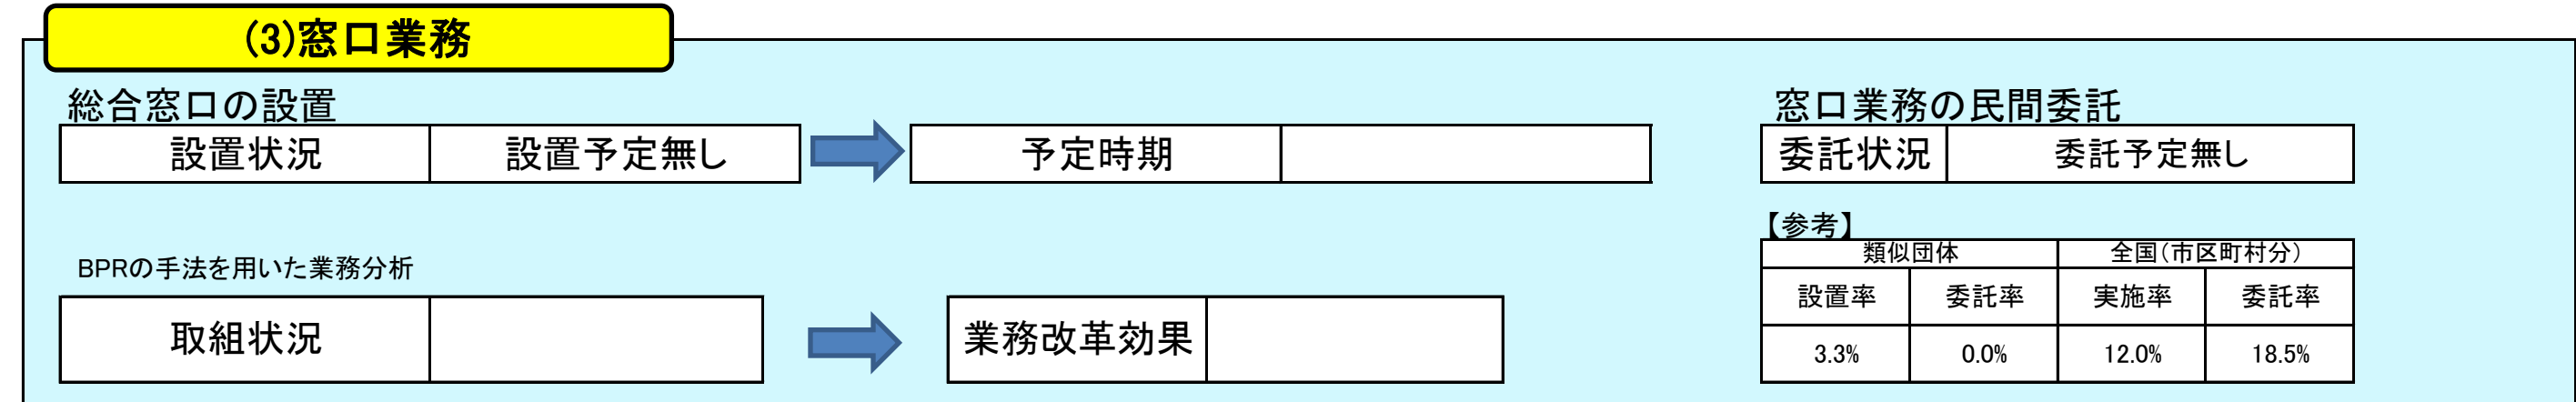 (3)窓口業務
総合窓口の設置
設置状況 設置予定無し 予定時期
窓口業務の民間委託
委託状況 委託予定無し
BPRの手法を用いた業務分析
取組状況 業務改革効果
【参考】
類似団体 全国(市区町村分)
設置率 委託率 実施率 委託率
3.3% 0.0% 12.0% 18.5%